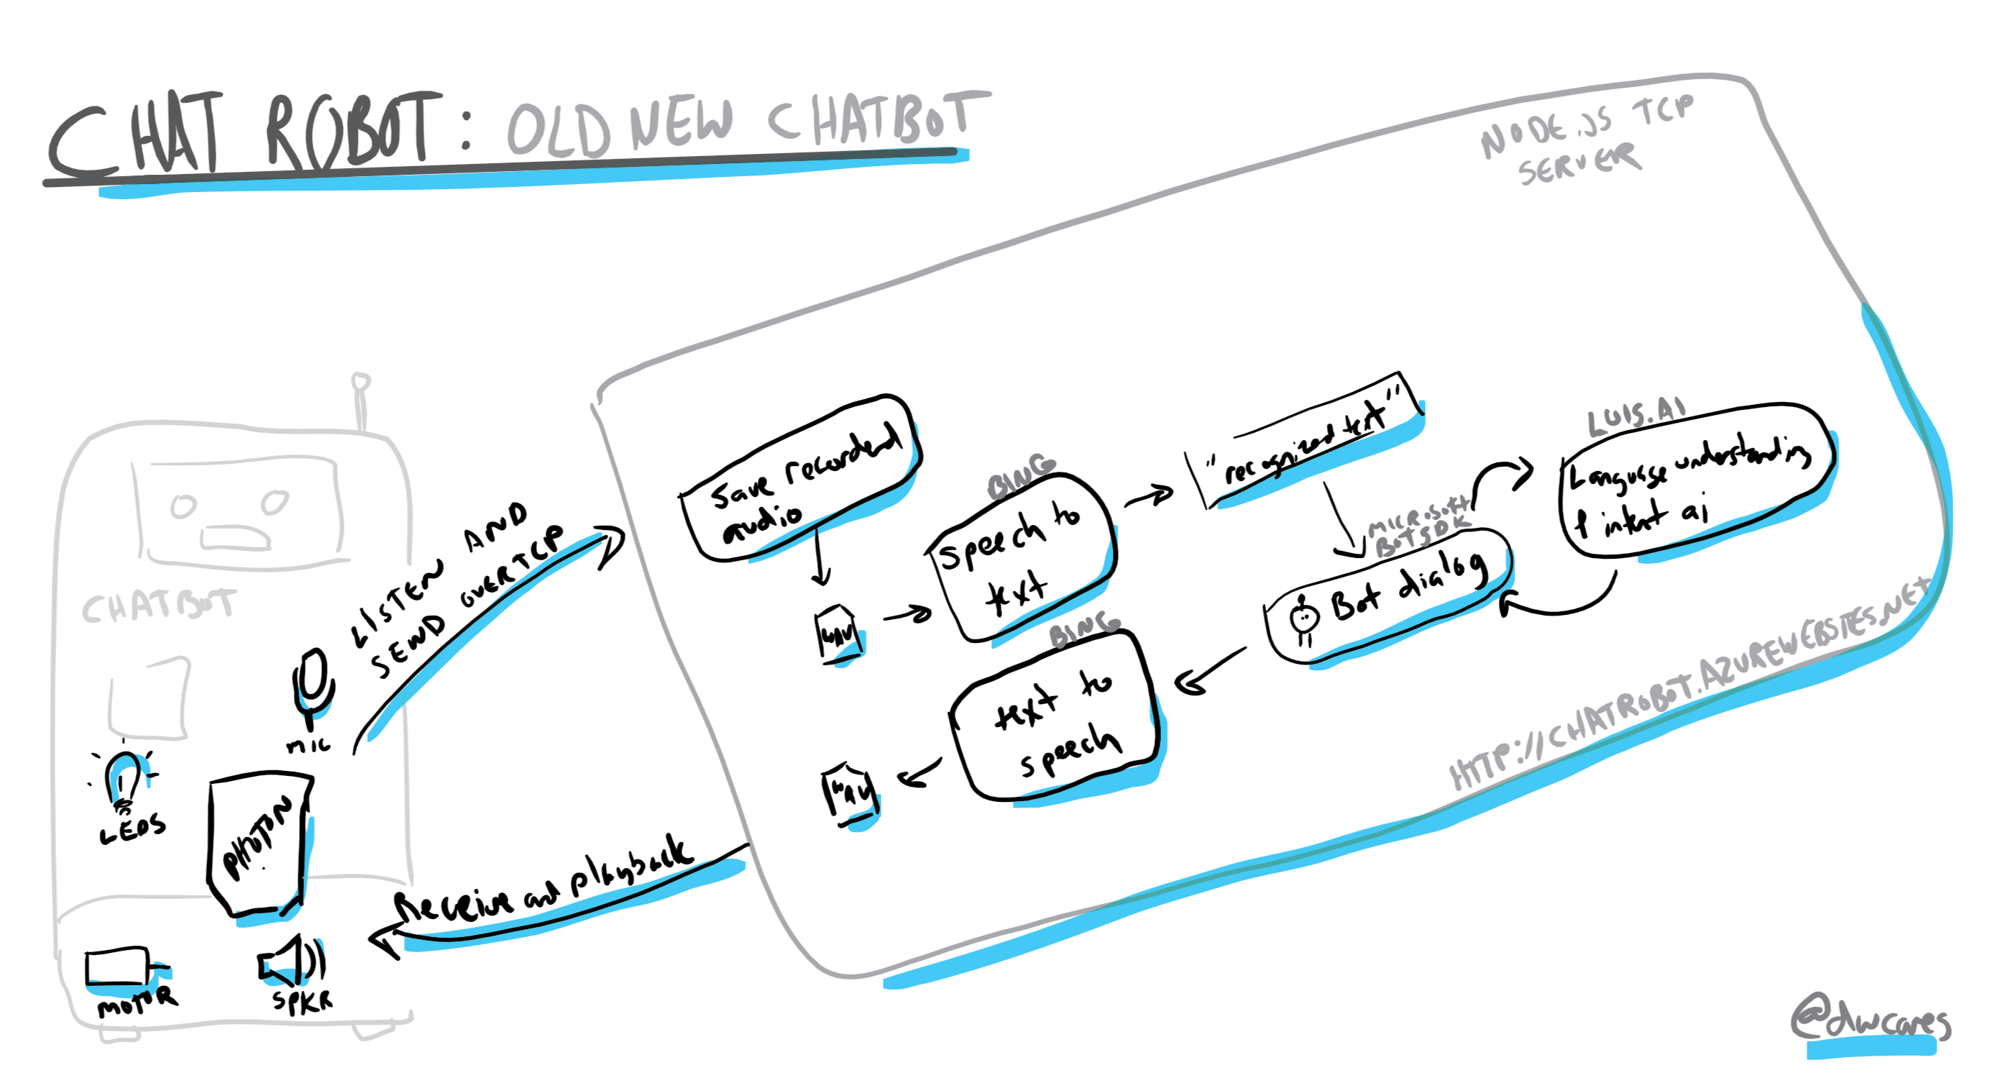 CHAT ROBOT: OLD NEW CHATBOT
NODE.JS TCP
SERVER
LUIS.AI
Language understanding
& intent ai
"recognized text"
Save recorded
audio
BING
speech to
text
MICROSOFT
BOT SDK
Bot dialog
WAV
BING
text to
speech
WAV
HTTP://CHATROBOT.AZUREWEBSITES.NET
LISTEN AND
SEND OVER TCP
CHATBOT
MIC
LEDS
PHOTON
Receive and playback
MOTOR
SPKR
@dwcares